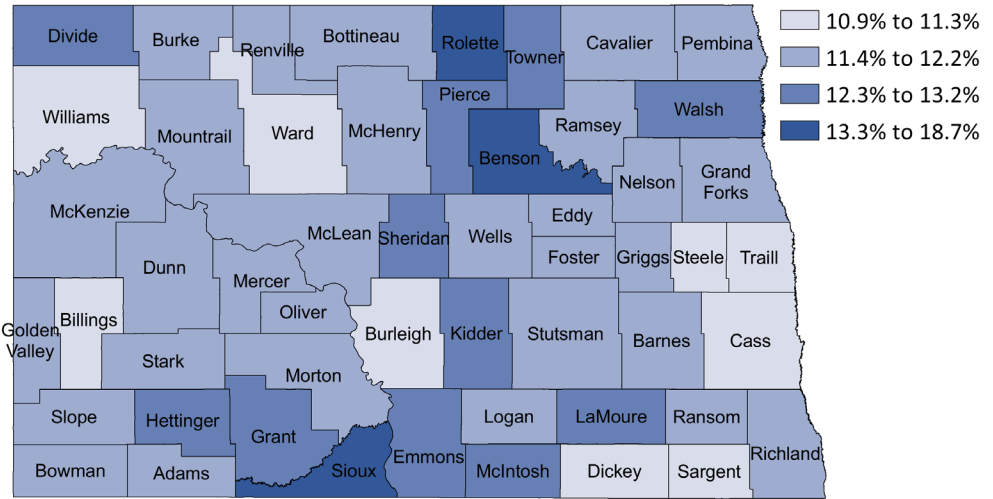 Divide
Burke
Renville
Bottineau
Rolette
Towner
Cavalier
Pembina
10.9% to 11.3%
11.4% to 12.2%
12.3% to 13.2%
13.3% to 18.7%
Williams
Mountrail
Ward
McHenry
Pierce
Benson
Ramsey
Walsh
McKenzie
Nelson
Grand
Forks
McLean
Sheridan
Wells
Eddy
Foster
Griggs
Steele
Traill
Dunn
Mercer
Oliver
Golden
Valley
Billings
Stark
Morton
Burleigh
Kidder
Stutsman
Barnes
Cass
Slope
Hettinger
Grant
Sioux
Emmons
Logan
LaMoure
Ransom
Richland
Bowman
Adams
McIntosh
Dickey
Sargent